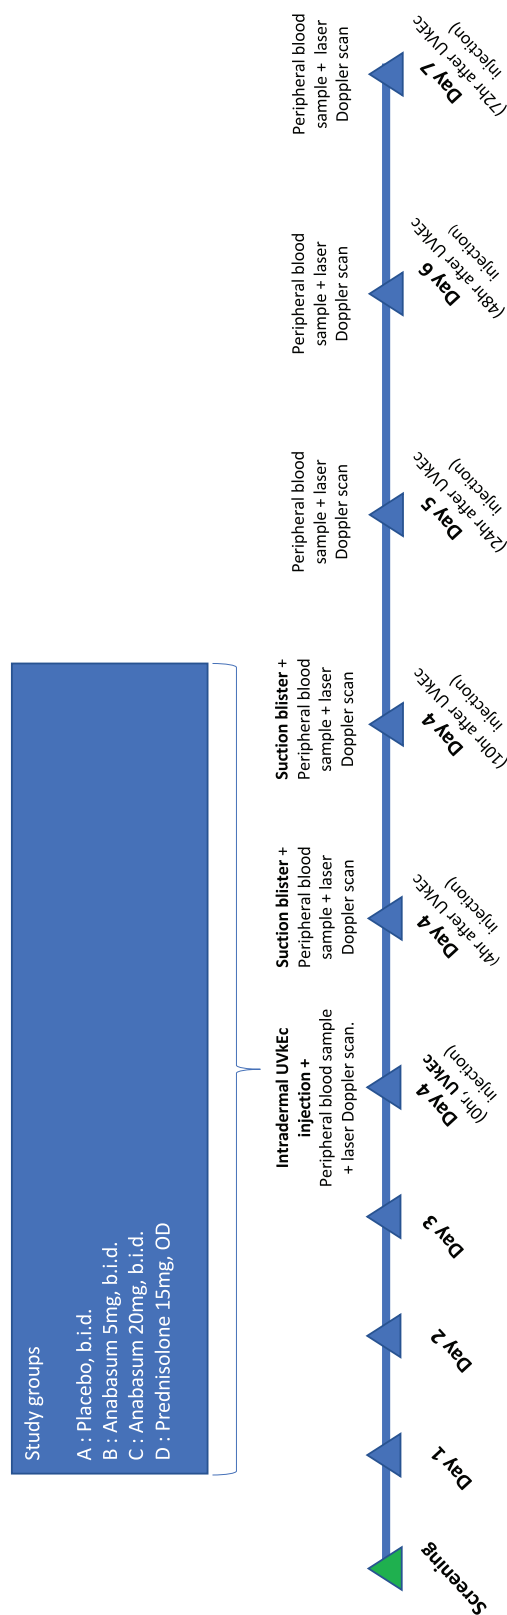 Study groups
A : Placebo, b.i.d.
B : Anabasum 5mg, b.i.d.
C : Anabasum 20mg, b.i.d.
D : Prednisolone 15mg, OD
Intradermal UVkEc
injection +
Peripheral blood sample
+ laser Doppler scan.
Suction blister +
Peripheral blood
sample + laser
Doppler scan
Suction blister +
Peripheral blood
sample + laser
Doppler scan
Peripheral blood
sample + laser
Doppler scan
Peripheral blood
sample + laser
Doppler scan
Peripheral blood
sample + laser
Doppler scan
Screening
Day 1
Day 2
Day 3
Day 4
(0hr, UVkEc
injection)
Day 4
(4hr after UVkEc
injection)
Day 4
(10hr after UVkEc
injection)
Day 5
(24hr after UVkEc
injection)
Day 6
(48hr after UVkEc
injection)
Day 7
(72hr after UVkEc
injection)